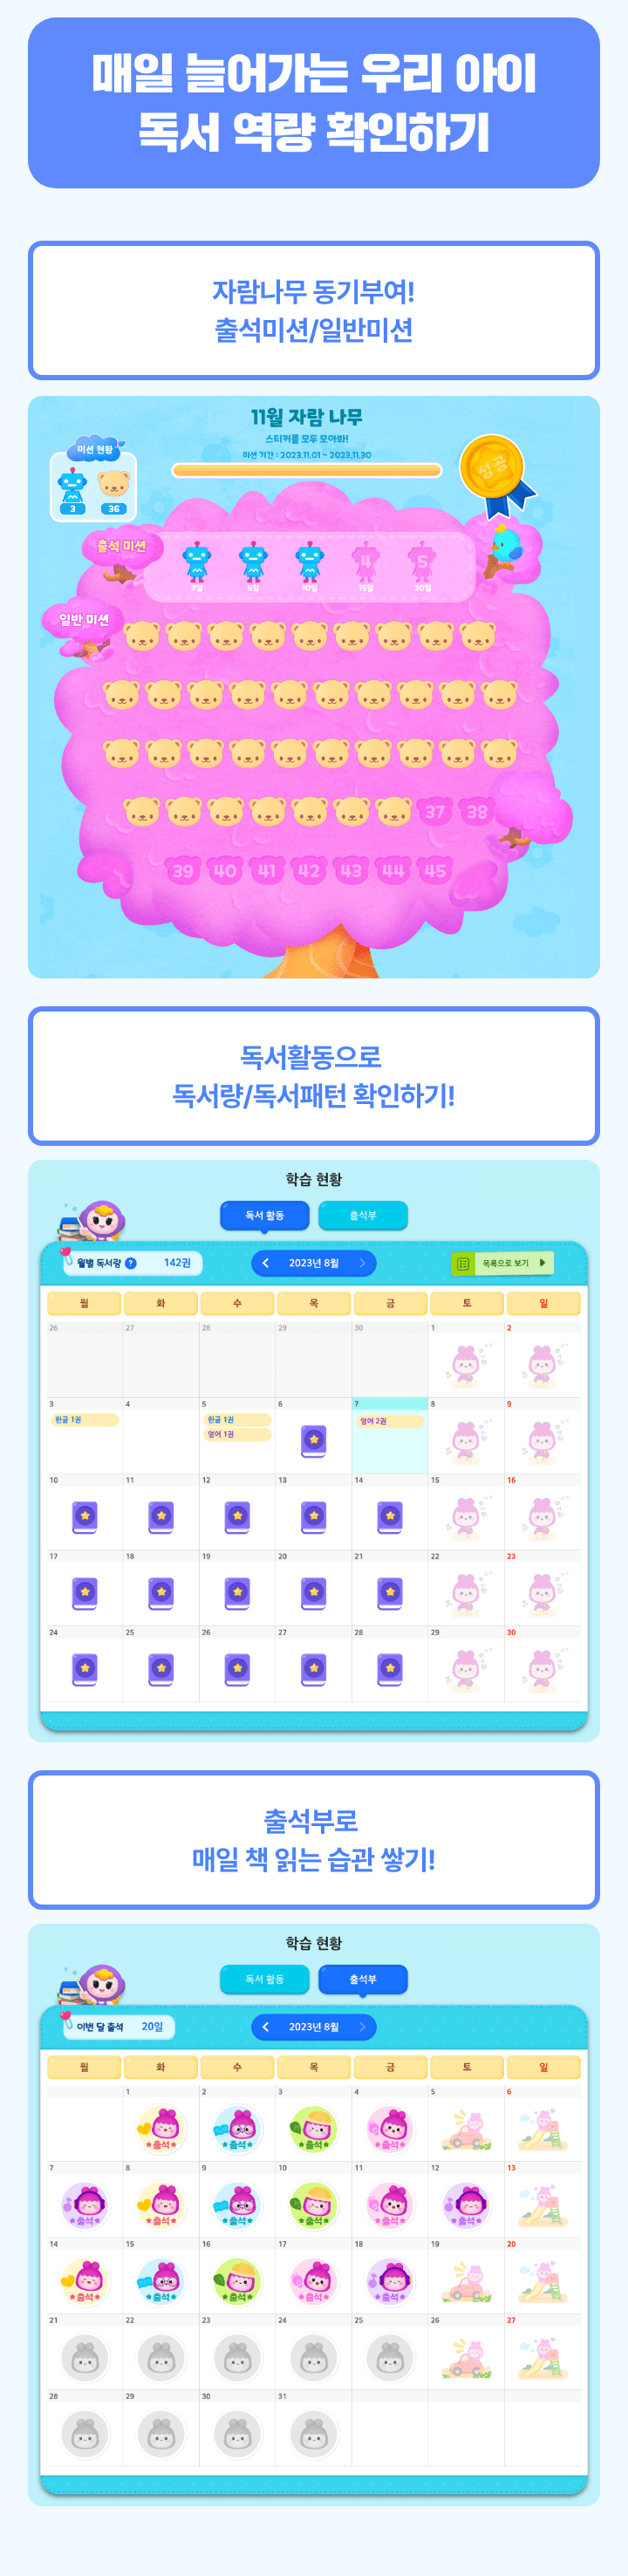 매일 늘어가는 우리 아이
독서 역량 확인하기
자람나무 동기부여!
출석미션/일반미션
11월 자람 나무
스티커를 모두 모아봐!
미션 기간 : 2023.11.01 ~ 2023.11.30
미션 현황
3 36
성공
출석 미션
4 5
3일 5일 10일 15일 20일
일반 미션
37 38
39 40 41 42 43 44 45
독서활동으로
독서량/독서패턴 확인하기!
학습 현황
독서 활동 출석부
월별 독서량 ? 142권 2023년 8월 목록으로 보기
월 화 수 목 금 토 일
26 27 28 29 30 1 2
3 4 5 6 7 8 9
한글 1권 한글 1권 영어 2권
영어 1권
10 11 12 13 14 15 16
17 18 19 20 21 22 23
24 25 26 27 28 29 30
출석부로
매일 책 읽는 습관 쌓기!
학습 현황
독서 활동 출석부
이번 달 출석 20일 2023년 8월
월 화 수 목 금 토 일
1 2 3 4 5 6
출석 출석 출석 출석
7 8 9 10 11 12 13
출석 출석 출석 출석 출석 출석
14 15 16 17 18 19 20
출석 출석 출석 출석 출석
21 22 23 24 25 26 27
28 29 30 31